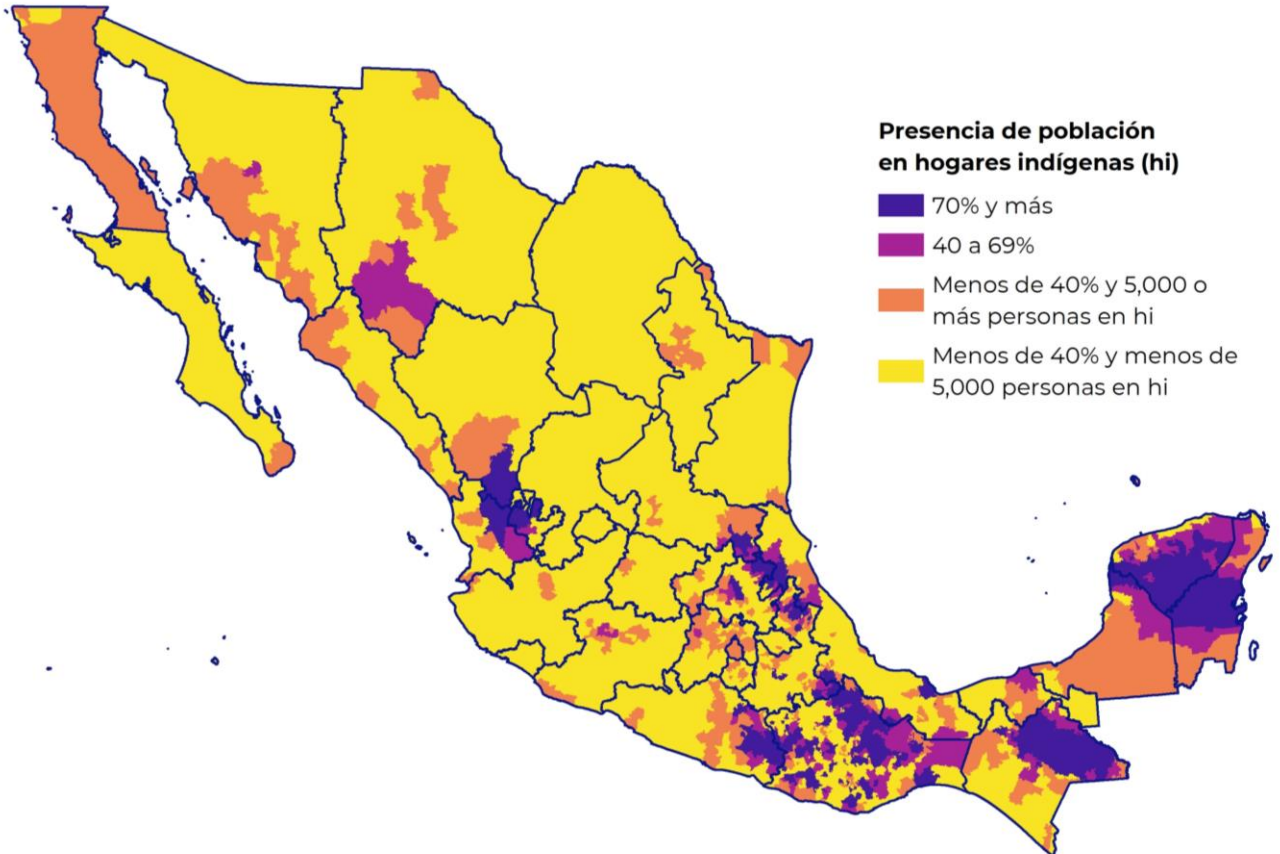 Presencia de población
en hogares indígenas (hi)
70% y más
40 a 69%
Menos de 40% y 5,000 o
más personas en hi
Menos de 40% y menos de
5,000 personas en hi